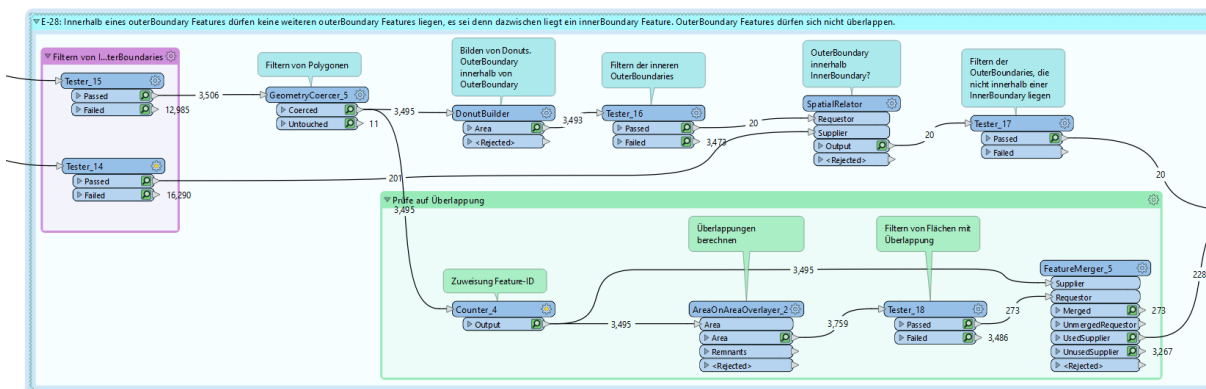 E-28: Innerhalb eines outerBoundary Features dürfen keine weiteren outerBoundary Features liegen, es sei denn dazwischen liegt ein innerBoundary Feature. OuterBoundary Features dürfen sich nicht überlappen.
Filtern von I...terBoundaries
Tester_15
Passed
3,506
Failed
12,985
Tester_14
Passed
201
Failed
16,290
Filtern von Polygonen
GeometryCoercer_5
Coerced
3,495
Untouched
11
Bilden von Donuts.
OuterBoundary
innerhalb von
OuterBoundary
DonutBuilder
Area
3,493
<Rejected>
Filtern der inneren
OuterBoundaries
Tester_16
Passed
20
Failed
3,473
OuterBoundary
innerhalb
InnerBoundary?
SpatialRelator
Requestor
Supplier
Output
20
<Rejected>
Filtern der
OuterBoundaries, die
nicht innerhalb einer
InnerBoundary liegen
Tester_17
Passed
20
Failed
Prüfe auf Überlappung
3,495
Zuweisung Feature-ID
Counter_4
Output
3,495
3,495
Überlappungen
berechnen
AreaOnAreaOverlayer_2
Area
Area
3,759
Remnants
<Rejected>
Filtern von Flächen mit
Überlappung
Tester_18
Passed
273
Failed
3,486
FeatureMerger_5
Supplier
Requestor
Merged
273
UnmergedRequestor
UsedSupplier
228
UnusedSupplier
3,267
<Rejected>